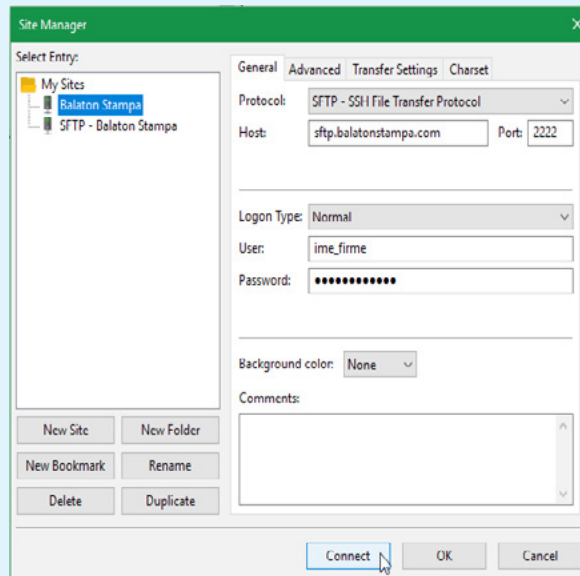 Site Manager
Select Entry:
My Sites
Balaton Stampa
SFTP - Balaton Stampa
New Site
New Folder
New Bookmark
Rename
Delete
Duplicate
General Advanced Transfer Settings Charset
Protocol: SFTP - SSH File Transfer Protocol
Host: sftp.balatonstampa.com Port: 2222
Logon Type: Normal
User: ime_firme
Password: ●●●●●●●●●●●●
Background color: None
Comments:
Connect OK Cancel